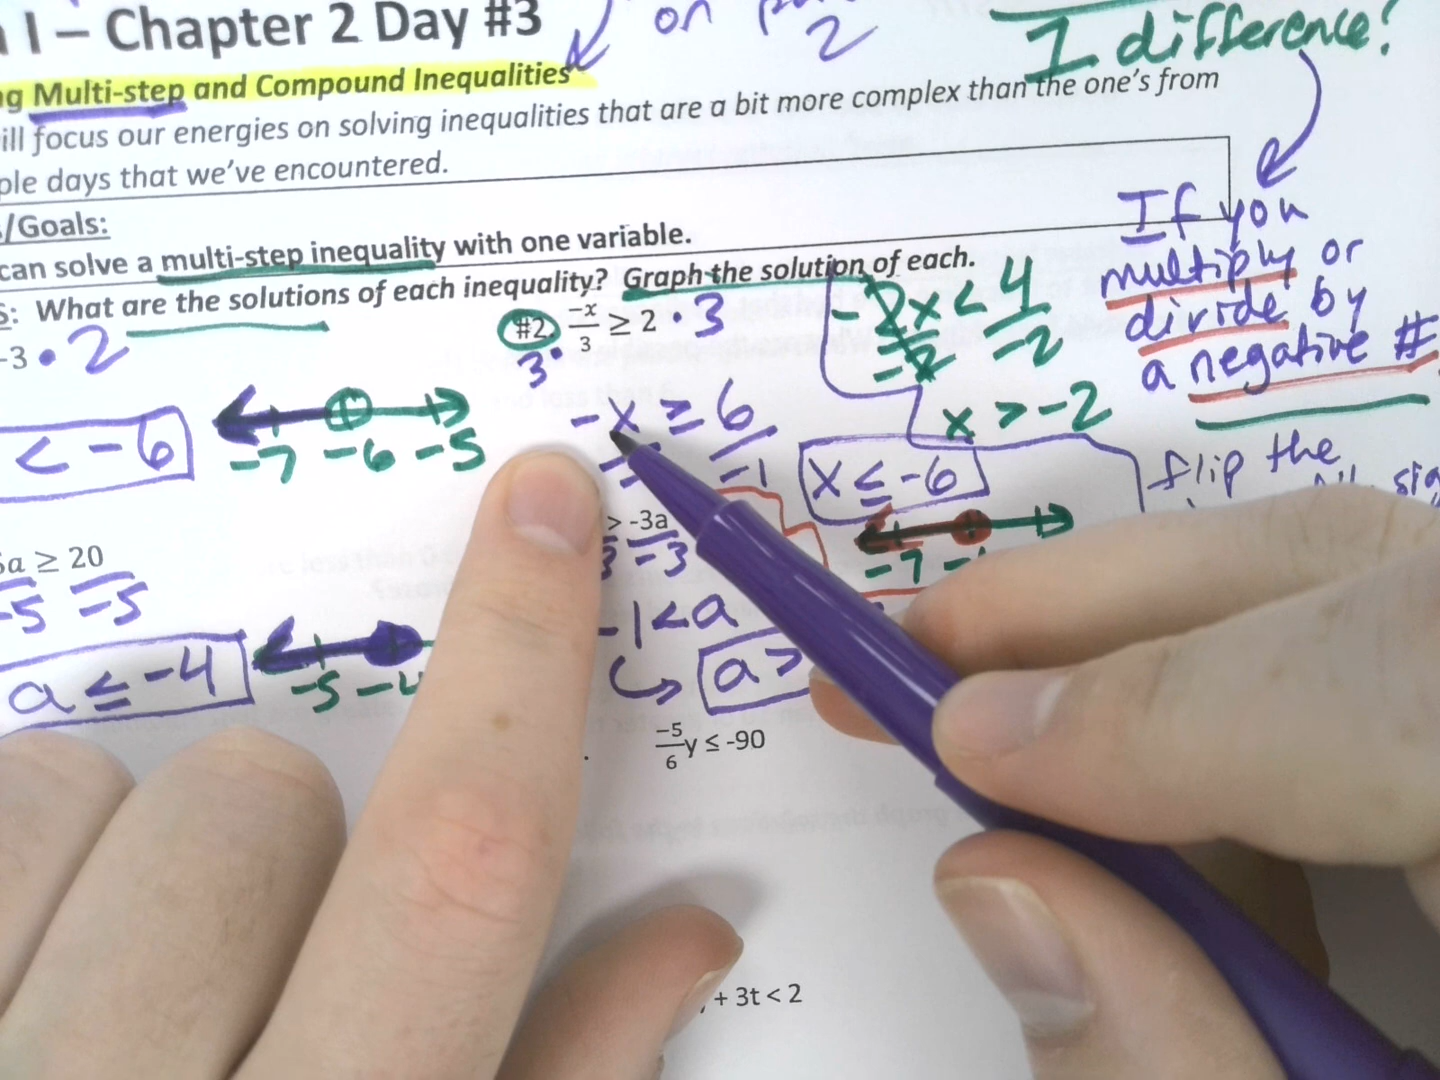 I – Chapter 2 Day #3
on
2
1 difference!
Multi-step and Compound Inequalities
ill focus our energies on solving inequalities that are a bit more complex than the one's from
ple days that we've encountered.
/Goals:
can solve a multi-step inequality with one variable.
: What are the solutions of each inequality? Graph the solution of each.
If you
multiply or
divide by
a negative #
flip the
-3 • 2
#2. -x/3 ≥ 2 • 3
3 •
-2x < 4
-2 -2
x > -2
< -6
-7 -6 -5
-x ≥ 6
-1
x ≤ -6
-7
5a ≥ 20
-5 -5
a ≤ -4
-5 -4
> -3a
3 -3
-1 < a
a >
-5/6 y ≤ -90
+ 3t < 2